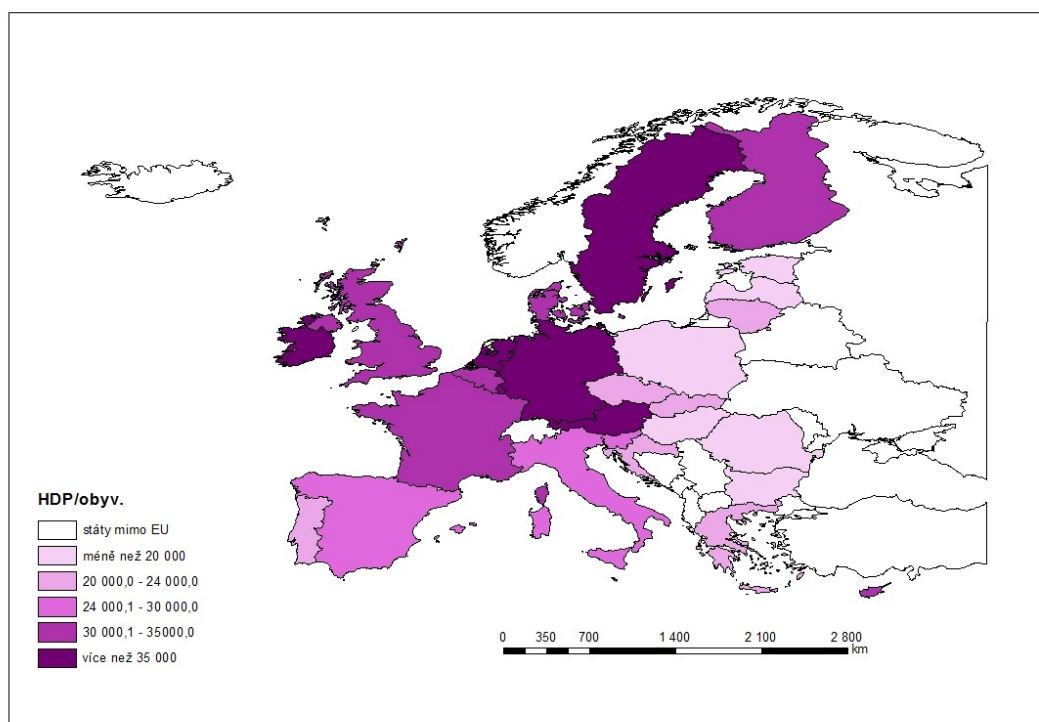 HDP/obyv.
státy mimo EU
méně než 20 000
20 000,0 - 24 000,0
24 000,1 - 30 000,0
30 000,1 - 35000,0
více než 35 000
0 350 700 1 400 2 100 2 800
km